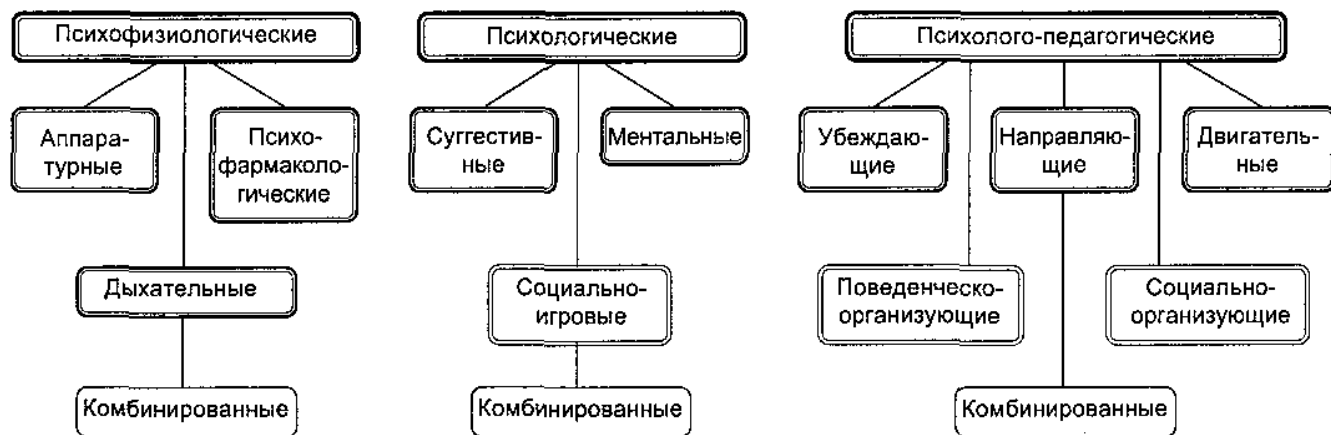 Психофизиологические
Аппара-
турные
Психо-
фармаколо-
гические
Дыхательные
Комбинированные
Психологические
Суггестив-
ные
Ментальные
Социально-
игровые
Комбинированные
Психолого-педагогические
Убеждаю-
щие
Направляю-
щие
Двигатель-
ные
Поведенческо-
организующие
Социально-
организующие
Комбинированные